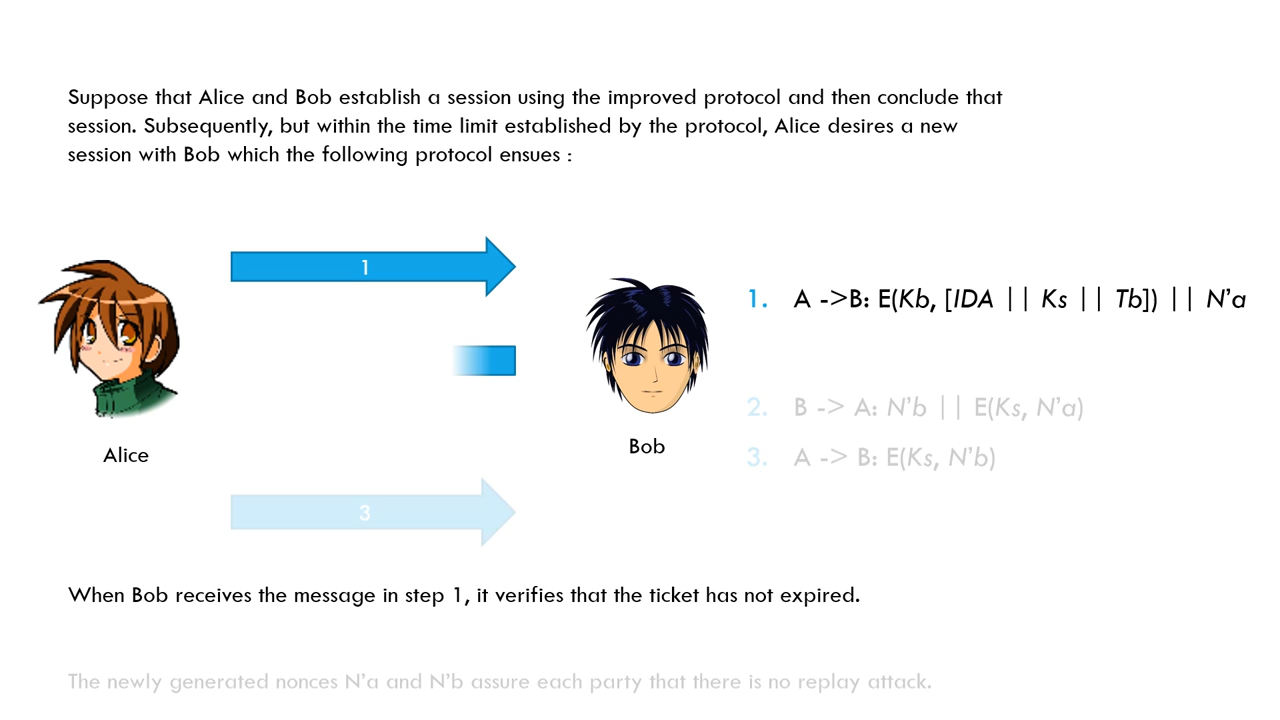 Suppose that Alice and Bob establish a session using the improved protocol and then conclude that
session. Subsequently, but within the time limit established by the protocol, Alice desires a new
session with Bob which the following protocol ensues :
1
1. A ->B: E(Kb, [IDA || Ks || Tb]) || N’a
2. B -> A: N’b || E(Ks, N’a)
Alice
Bob
3. A -> B: E(Ks, N’b)
3
When Bob receives the message in step 1, it verifies that the ticket has not expired.
The newly generated nonces N’a and N’b assure each party that there is no replay attack.